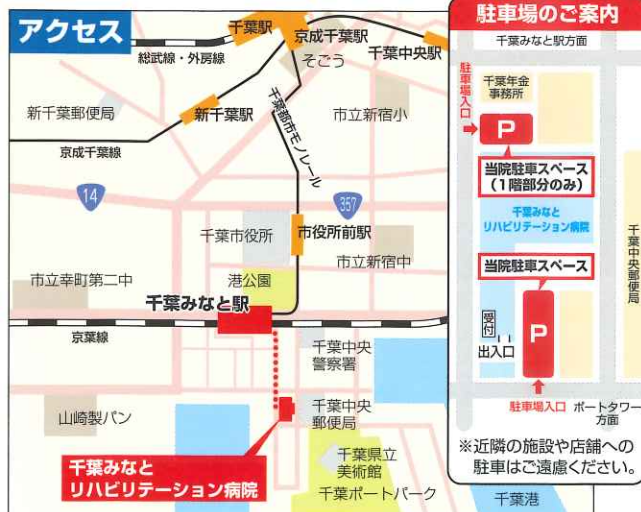 アクセス
千葉駅
京成千葉駅
千葉中央駅
総武線・外房線
そごう
新千葉郵便局
新千葉駅
千葉都市モノレール
市立新宿小
京成千葉線
14
357
千葉市役所
市役所前駅
市立新宿中
市立幸町第二中
港公園
千葉みなと駅
京葉線
千葉中央
警察署
山崎製パン
千葉中央
郵便局
千葉みなと
リハビリテーション病院
千葉県立
美術館
千葉ポートパーク
千葉港
駐車場のご案内
千葉みなと駅方面
駐車場入口
千葉年金
事務所
P
当院駐車スペース
(1階部分のみ)
千葉みなと
リハビリテーション病院
千葉中央郵便局
当院駐車スペース
P
受付
出入口
駐車場入口
ポートタワー
方面
※近隣の施設や店舗への
駐車はご遠慮ください。